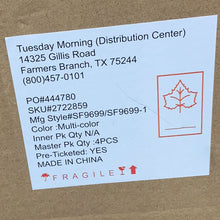 Tuesday Morning (Distribution Center)
14325 Gillis Road
Farmers Branch, TX 75244
(800)457-0101
PO#444780
SKU#2722859
Mfg Style#SF9699/SF9699-1
Color :Multi-color
Inner Pk Qty N/A
Master Pk Qty :4PCS
Pre-Ticketed: YES
MADE IN CHINA
FRAGILE